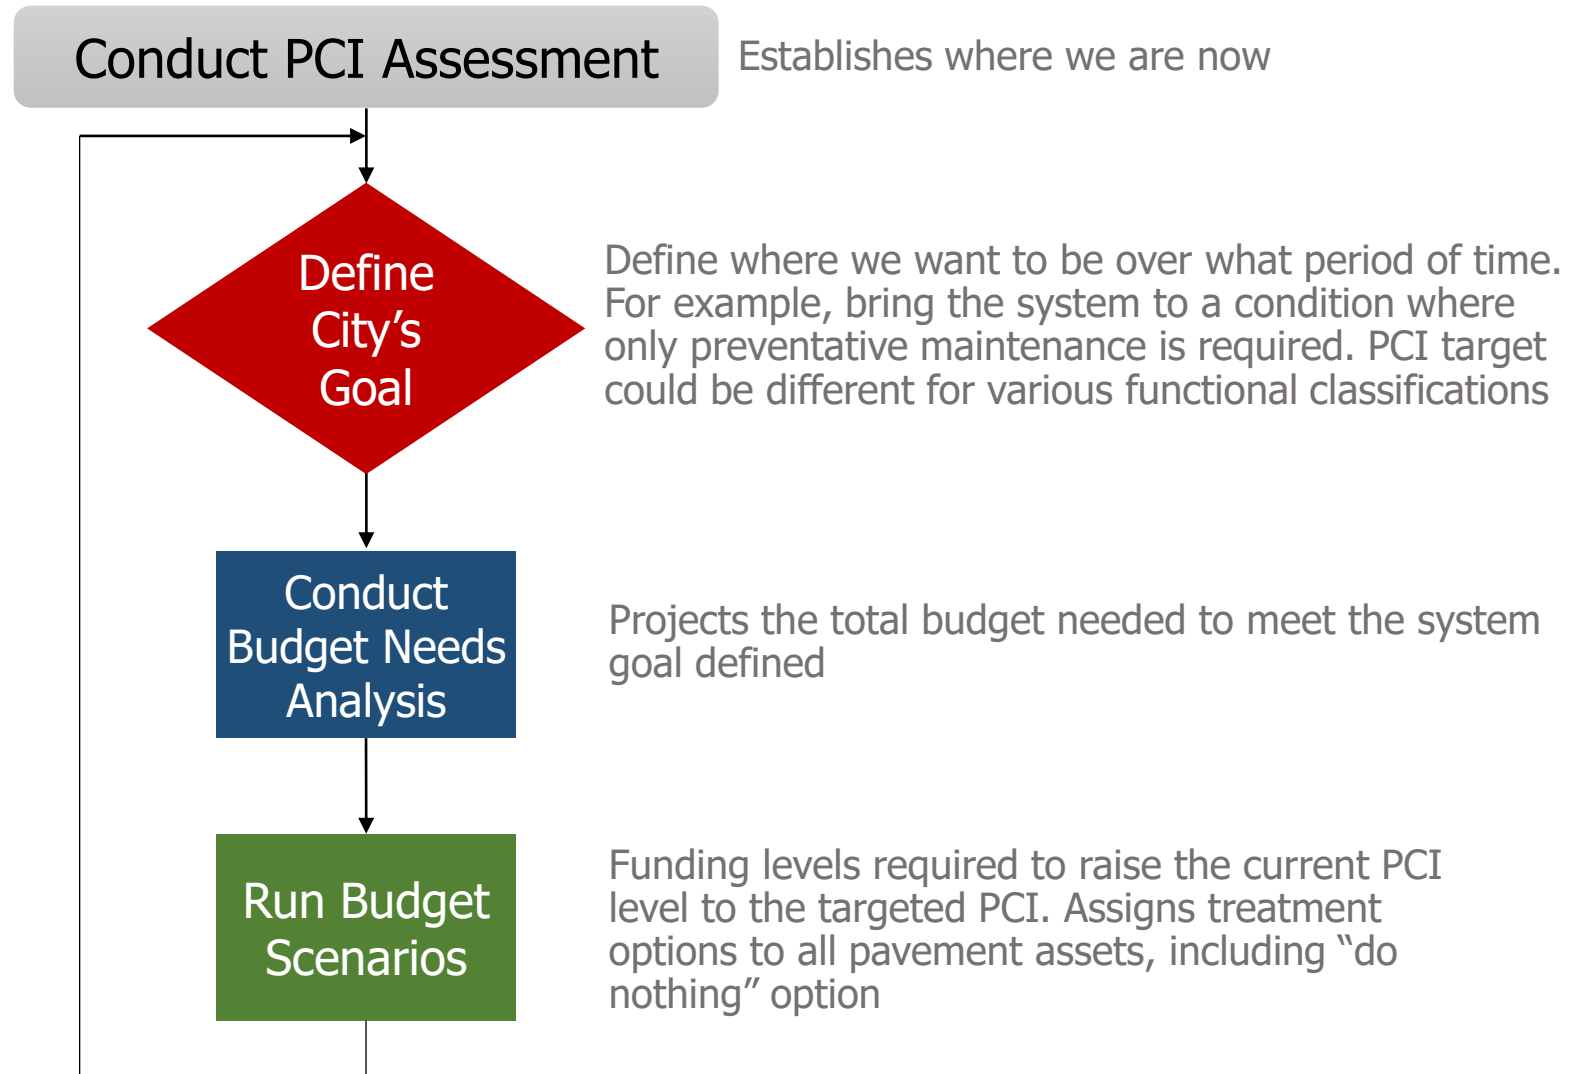 Conduct PCI Assessment
Establishes where we are now
Define
City’s
Goal
Define where we want to be over what period of time.
For example, bring the system to a condition where
only preventative maintenance is required. PCI target
could be different for various functional classifications
Conduct
Budget Needs
Analysis
Projects the total budget needed to meet the system
goal defined
Run Budget
Scenarios
Funding levels required to raise the current PCI
level to the targeted PCI. Assigns treatment
options to all pavement assets, including “do
nothing” option